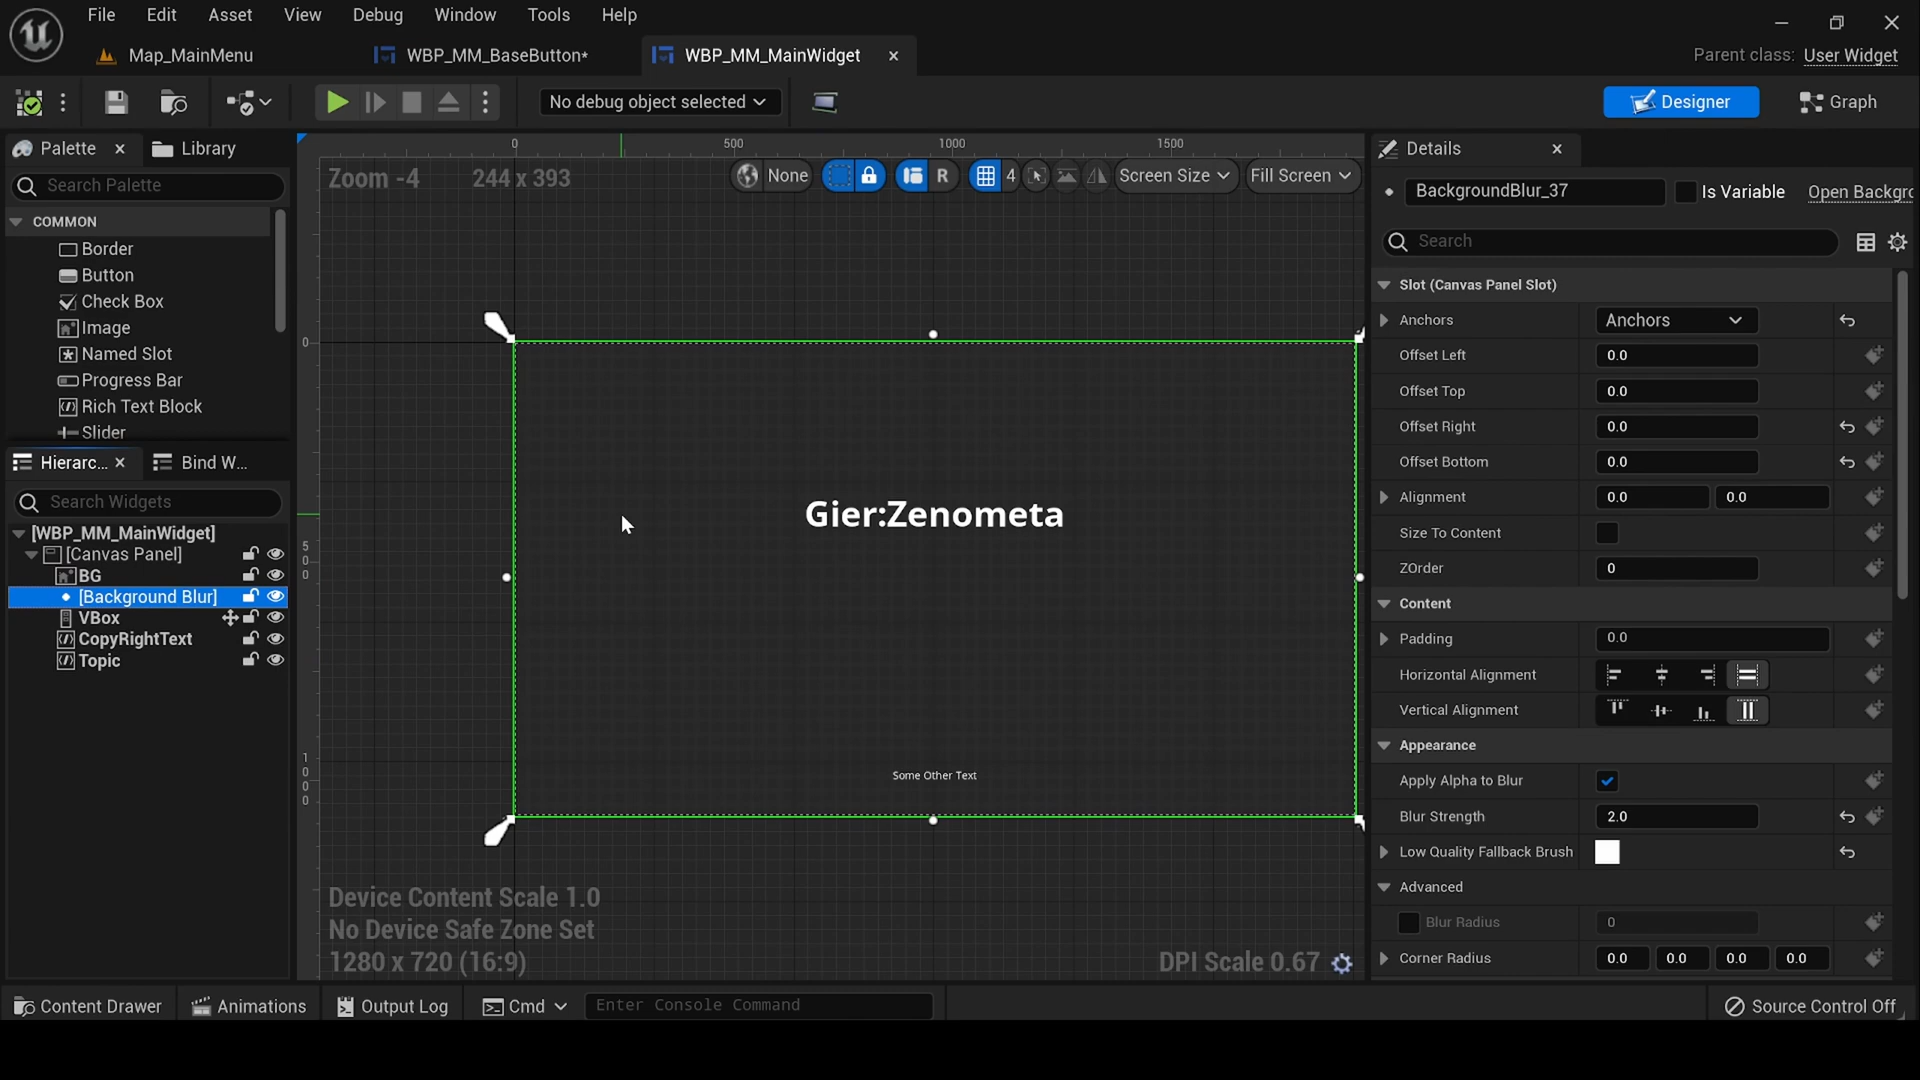 File Edit Asset View Debug Window Tools Help
Map_MainMenu WBP_MM_BaseButton* WBP_MM_MainWidget Parent class: User Widget
No debug object selected Designer Graph
Palette Library
Search Palette
COMMON
Border
Button
Check Box
Image
Named Slot
Progress Bar
Rich Text Block
Slider
Hierarc... Bind W...
Search Widgets
[WBP_MM_MainWidget]
[Canvas Panel]
BG
[Background Blur]
VBox
CopyRightText
Topic
0 500 1000 1500
Zoom -4 244 x 393 None R 4 Screen Size Fill Screen
0
500
1000
Gier:Zenometa
Some Other Text
Device Content Scale 1.0
No Device Safe Zone Set
1280 x 720 (16:9) DPI Scale 0.67
Details
BackgroundBlur_37 Is Variable Open Backgro
Search
Slot (Canvas Panel Slot)
Anchors Anchors
Offset Left 0.0
Offset Top 0.0
Offset Right 0.0
Offset Bottom 0.0
Alignment 0.0 0.0
Size To Content
ZOrder 0
Content
Padding 0.0
Horizontal Alignment
Vertical Alignment
Appearance
Apply Alpha to Blur
Blur Strength 2.0
Low Quality Fallback Brush
Advanced
Blur Radius 0
Corner Radius 0.0 0.0 0.0 0.0
Content Drawer Animations Output Log Cmd Enter Console Command Source Control Off